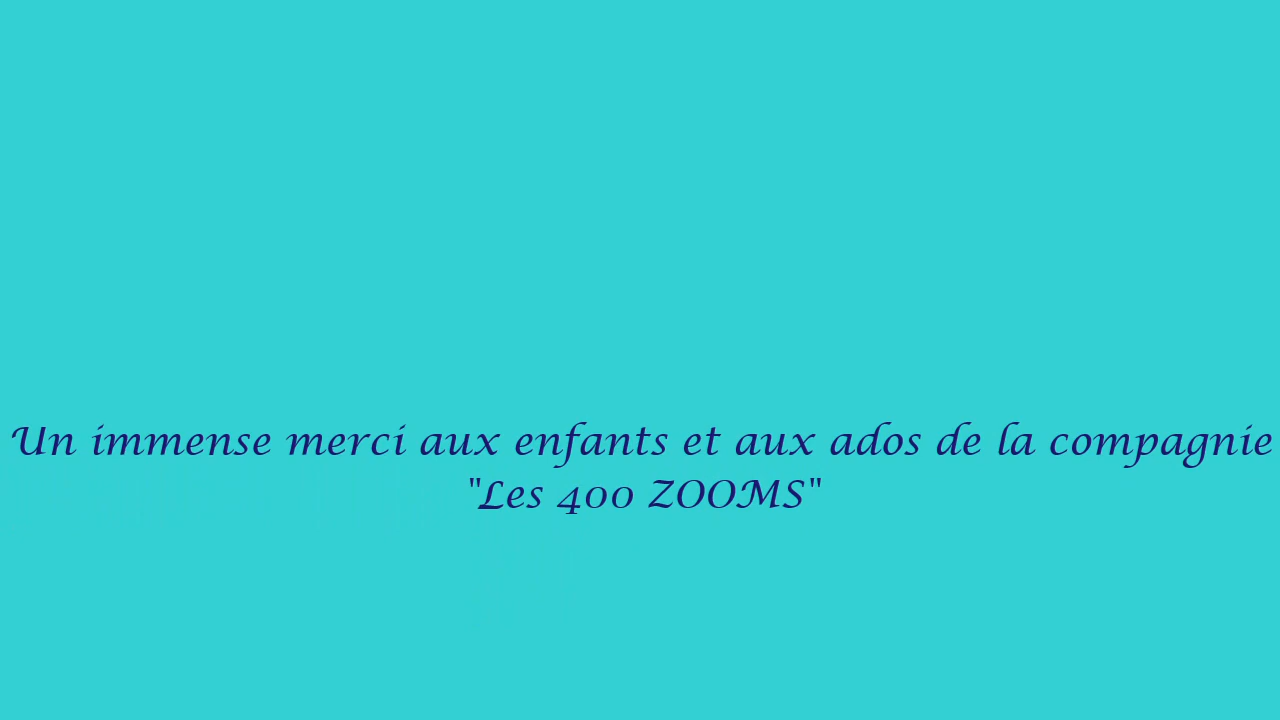 Un immense merci aux enfants et aux ados de la compagnie
"Les 400 ZOOMS"